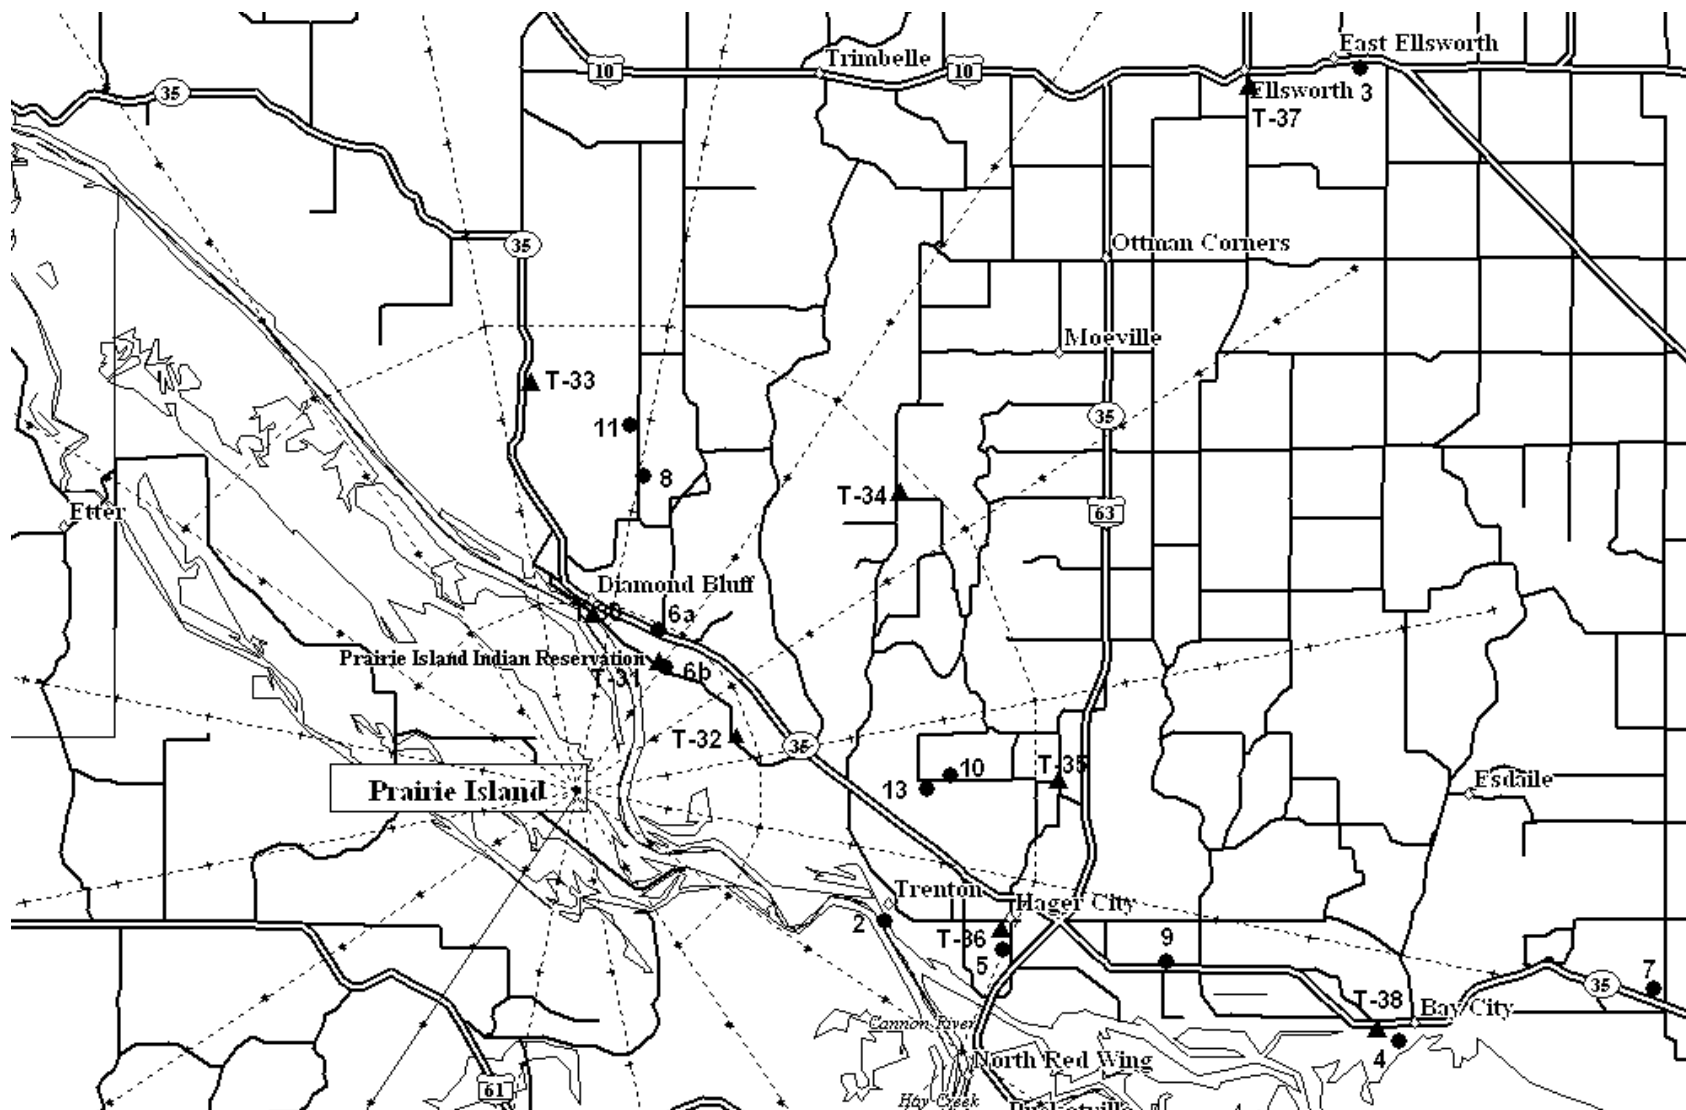 East Ellsworth
Trimbelle
10
10
35
Ellsworth 3
T-37
35
Ottman Corners
Moeville
T-33
35
11
8
T-34
63
Etter
Diamond Bluff
6a
Prairie Island Indian Reservation
T-31
6b
T-32
35
T-35
10
13
Prairie Island
Esdaile
Trenton
Hager City
2
T-36
5
9
7
35
T-38
Bay City
Cannon River
4
North Red Wing
61
Hay Creek